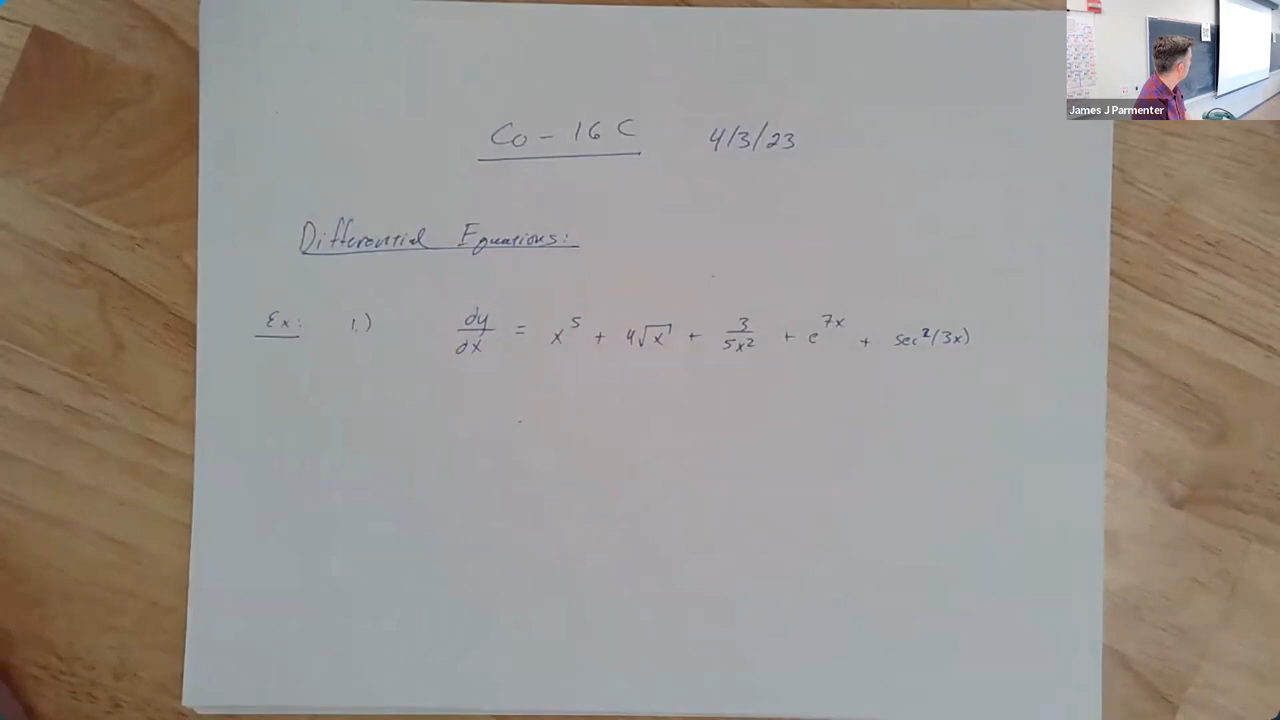 Co - 16 C 4/3/23
Differential Equations:
Ex: 1.) dy/dx = x^5 + 4√x + 3/5x^2 + e^7x + sec^2(3x)
James J Parmenter